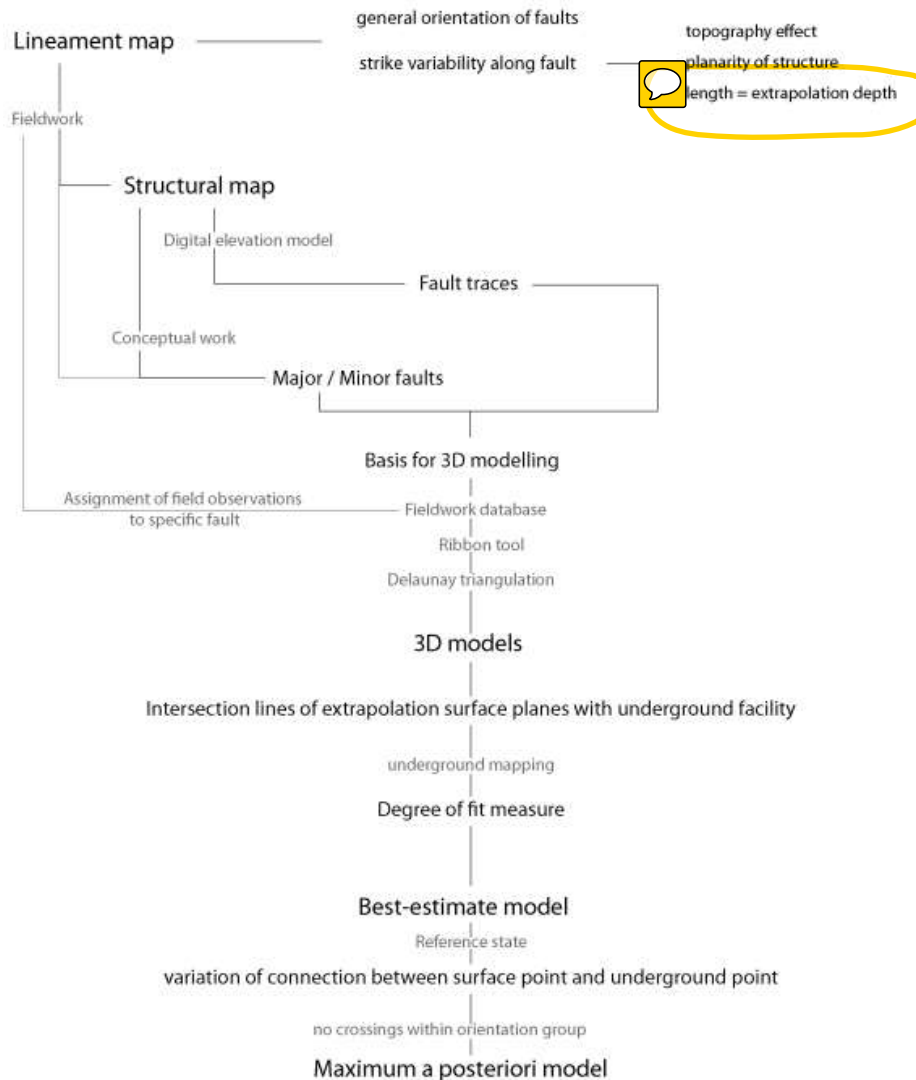 general orientation of faults
topography effect
Lineament map
strike variability along fault
planarity of structure
length = extrapolation depth
Fieldwork
Structural map
Digital elevation model
Fault traces
Conceptual work
Major / Minor faults
Basis for 3D modelling
Assignment of field observations
to specific fault
Fieldwork database
Ribbon tool
Delaunay triangulation
3D models
Intersection lines of extrapolation surface planes with underground facility
underground mapping
Degree of fit measure
Best-estimate model
Reference state
variation of connection between surface point and underground point
no crossings within orientation group
Maximum a posteriori model